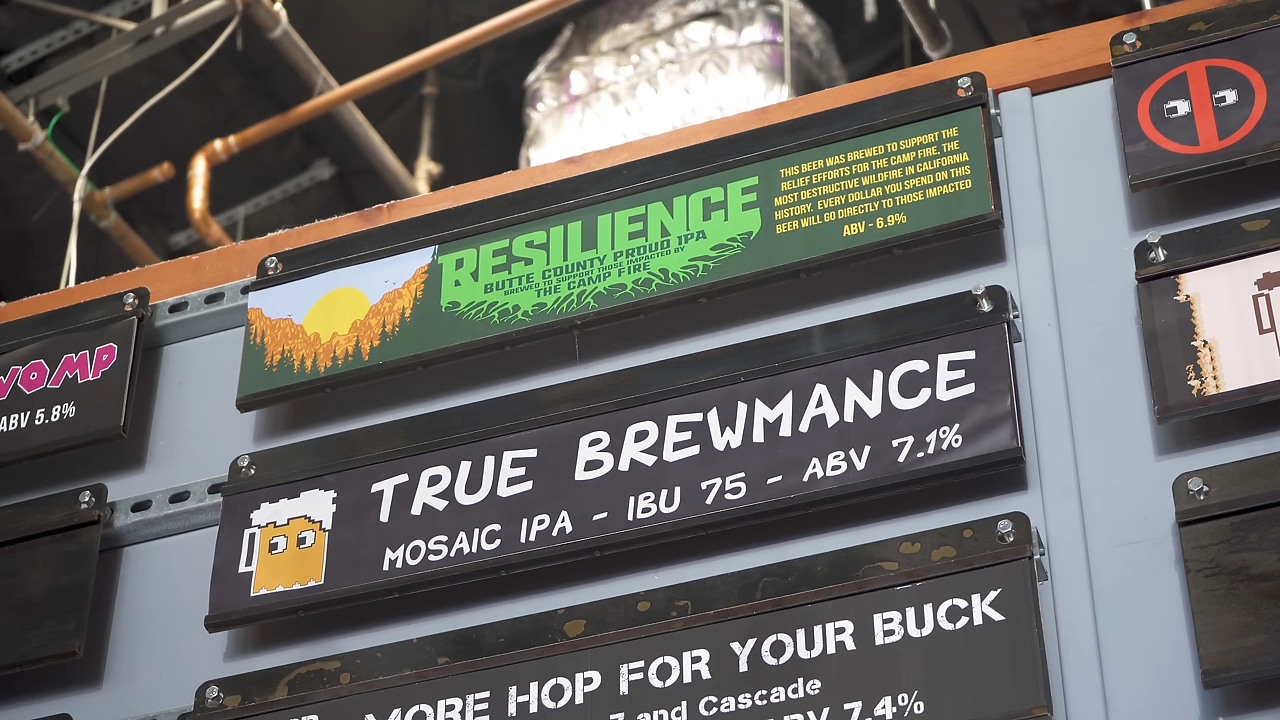 RESILIENCE
BUTTE COUNTY PROUD IPA
BREWED TO SUPPORT THOSE IMPACTED BY
THE CAMP FIRE
THIS BEER WAS BREWED TO SUPPORT THE
RELIEF EFFORTS FOR THE CAMP FIRE, THE
MOST DESTRUCTIVE WILDFIRE IN CALIFORNIA
HISTORY. EVERY DOLLAR YOU SPEND ON THIS
BEER WILL GO DIRECTLY TO THOSE IMPACTED
ABV - 6.9%
WOMP
ABV 5.8%
TRUE BREWMANCE
MOSAIC IPA - IBU 75 - ABV 7.1%
MORE HOP FOR YOUR BUCK
7 and Cascade
ABV 7.4%